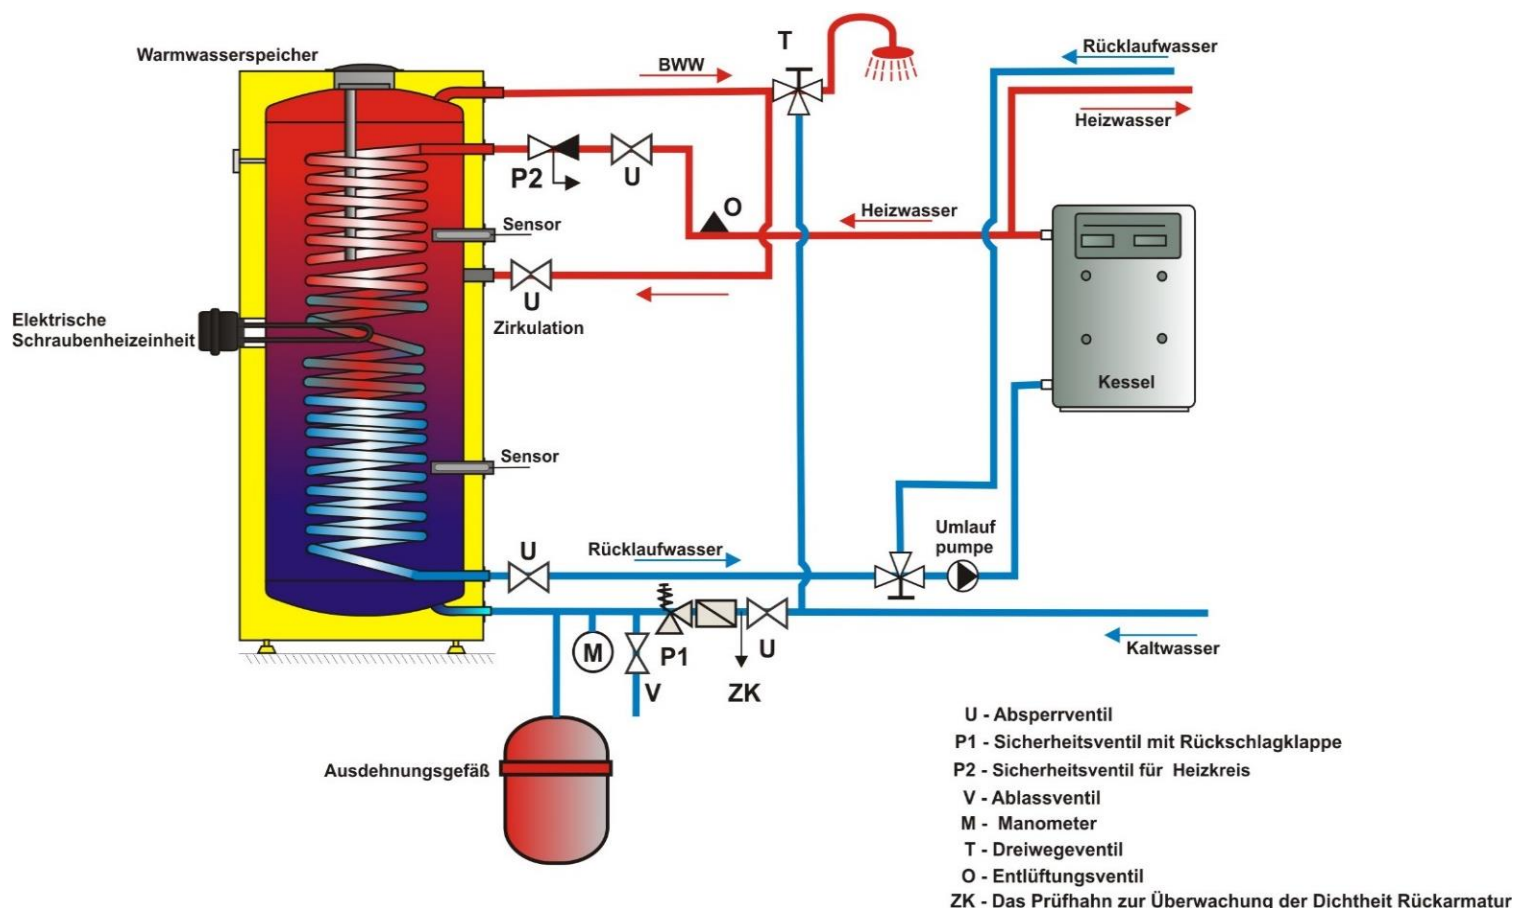 Warmwasserspeicher
BWW
T
Rücklaufwasser
Heizwasser
P2
U
O
Heizwasser
Sensor
U
Zirkulation
Elektrische
Schraubenheizeinheit
Kessel
Sensor
U
Rücklaufwasser
Umlauf
pumpe
M
V
P1
ZK
U
Kaltwasser
Ausdehnungsgefäß
U - Absperrventil
P1 - Sicherheitsventil mit Rückschlagklappe
P2 - Sicherheitsventil für Heizkreis
V - Ablassventil
M - Manometer
T - Dreiwegeventil
O - Entlüftungsventil
ZK - Das Prüfhahn zur Überwachung der Dichtheit Rückarmatur